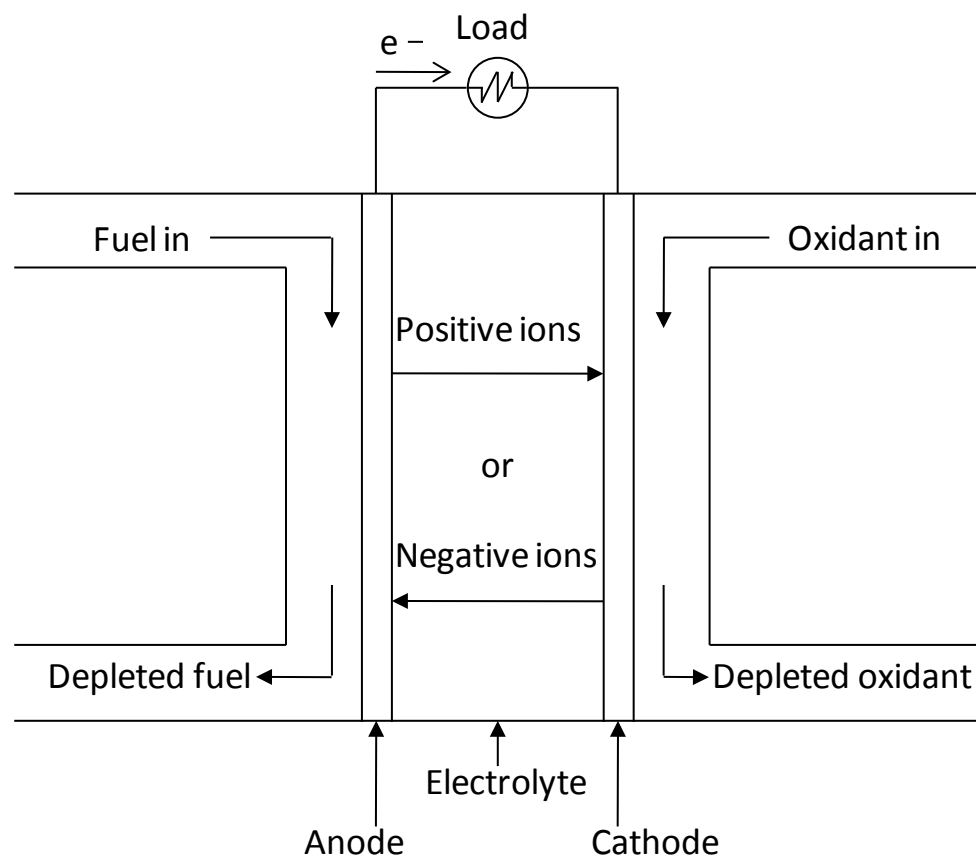 Load
e –
Fuel in
Oxidant in
Positive ions
or
Negative ions
Depleted fuel
Depleted oxidant
Electrolyte
Anode
Cathode